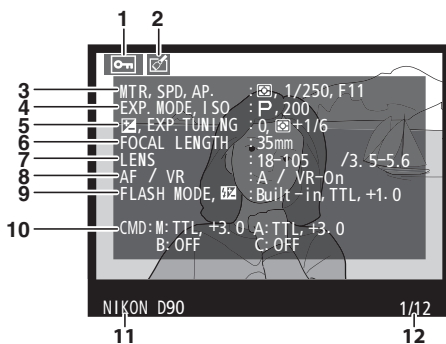 1 2
3 MTR, SPD, AP. : , 1/250, F11
4 EXP. MODE, ISO : P, 200
5 , EXP. TUNING : 0, +1/6
6 FOCAL LENGTH : 35mm
7 LENS : 18–105 /3.5–5.6
8 AF / VR : A / VR–On
9 FLASH MODE, : Built–in, TTL, +1.0
10 CMD: M: TTL, +3.0 A: TTL, +3.0
B: OFF C: OFF
NIKON D90 1/12
11 12